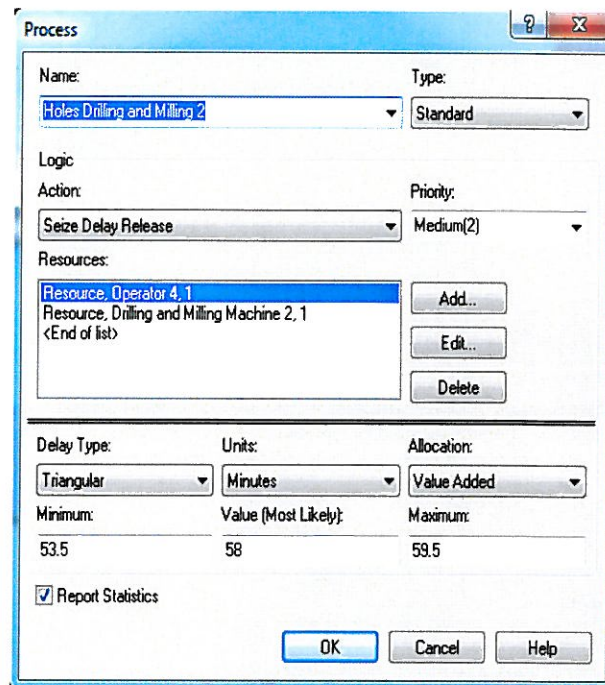 Process
Name: Type:
Holes Drilling and Milling 2 Standard
Logic
Action: Priority:
Seize Delay Release Medium(2)
Resources:
Resource, Operator 4, 1
Resource, Drilling and Milling Machine 2, 1
<End of list>
Add...
Edit...
Delete
Delay Type: Units: Allocation:
Triangular Minutes Value Added
Minimum: Value (Most Likely): Maximum:
53.5 58 59.5
Report Statistics
OK Cancel Help